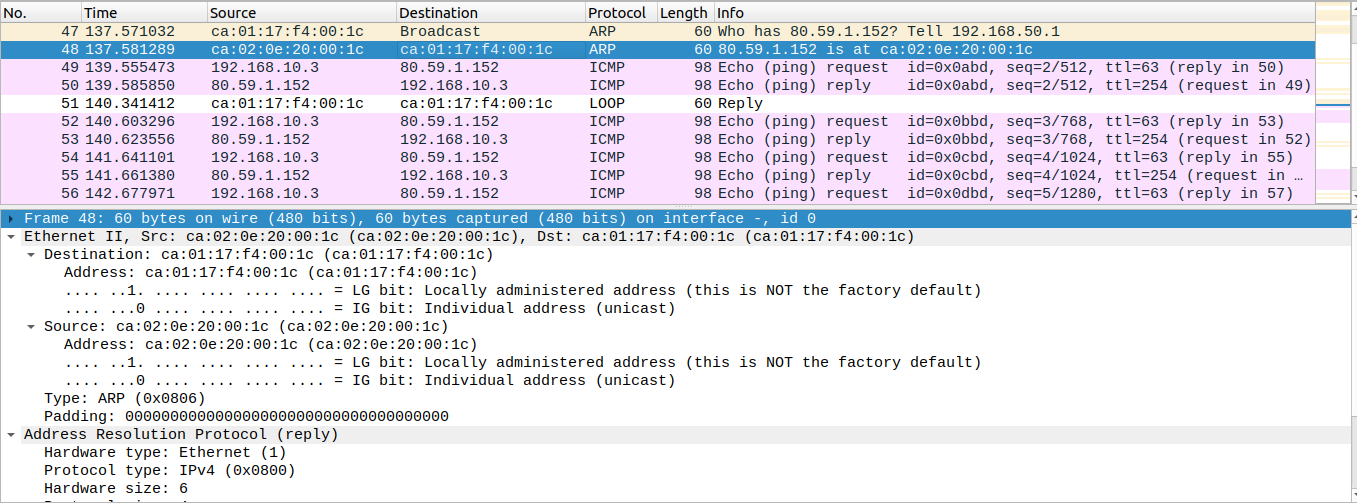 No. Time Source Destination Protocol Length Info
47 137.571032 ca:01:17:f4:00:1c Broadcast ARP 60 Who has 80.59.1.152? Tell 192.168.50.1
48 137.581289 ca:02:0e:20:00:1c ca:01:17:f4:00:1c ARP 60 80.59.1.152 is at ca:02:0e:20:00:1c
49 139.555473 192.168.10.3 80.59.1.152 ICMP 98 Echo (ping) request id=0x0abd, seq=2/512, ttl=63 (reply in 50)
50 139.585850 80.59.1.152 192.168.10.3 ICMP 98 Echo (ping) reply id=0x0abd, seq=2/512, ttl=254 (request in 49)
51 140.341412 ca:01:17:f4:00:1c ca:01:17:f4:00:1c LOOP 60 Reply
52 140.603296 192.168.10.3 80.59.1.152 ICMP 98 Echo (ping) request id=0x0bbd, seq=3/768, ttl=63 (reply in 53)
53 140.623556 80.59.1.152 192.168.10.3 ICMP 98 Echo (ping) reply id=0x0bbd, seq=3/768, ttl=254 (request in 52)
54 141.641101 192.168.10.3 80.59.1.152 ICMP 98 Echo (ping) request id=0x0cbd, seq=4/1024, ttl=63 (reply in 55)
55 141.661380 80.59.1.152 192.168.10.3 ICMP 98 Echo (ping) reply id=0x0cbd, seq=4/1024, ttl=254 (request in …
56 142.677971 192.168.10.3 80.59.1.152 ICMP 98 Echo (ping) request id=0x0dbd, seq=5/1280, ttl=63 (reply in 57)
Frame 48: 60 bytes on wire (480 bits), 60 bytes captured (480 bits) on interface -, id 0
Ethernet II, Src: ca:02:0e:20:00:1c (ca:02:0e:20:00:1c), Dst: ca:01:17:f4:00:1c (ca:01:17:f4:00:1c)
Destination: ca:01:17:f4:00:1c (ca:01:17:f4:00:1c)
Address: ca:01:17:f4:00:1c (ca:01:17:f4:00:1c)
.... ..1. .... .... .... .... = LG bit: Locally administered address (this is NOT the factory default)
.... ...0 .... .... .... .... = IG bit: Individual address (unicast)
Source: ca:02:0e:20:00:1c (ca:02:0e:20:00:1c)
Address: ca:02:0e:20:00:1c (ca:02:0e:20:00:1c)
.... ..1. .... .... .... .... = LG bit: Locally administered address (this is NOT the factory default)
.... ...0 .... .... .... .... = IG bit: Individual address (unicast)
Type: ARP (0x0806)
Padding: 000000000000000000000000000000000000
Address Resolution Protocol (reply)
Hardware type: Ethernet (1)
Protocol type: IPv4 (0x0800)
Hardware size: 6